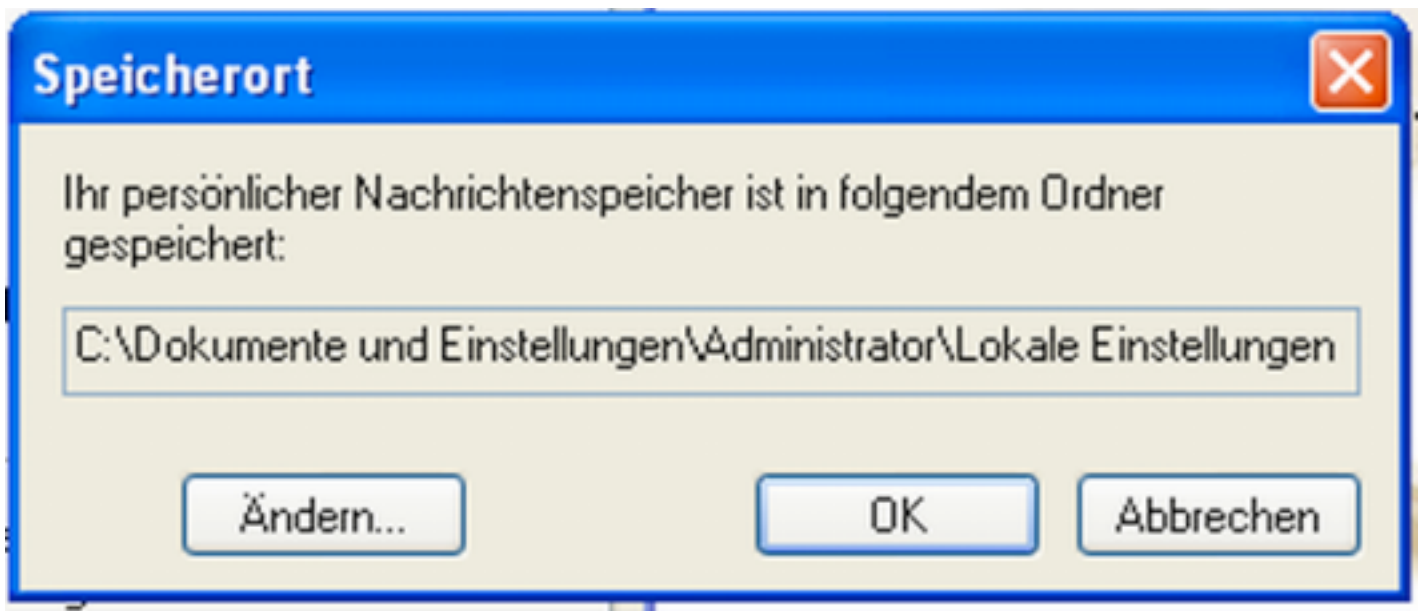 Speicherort
Ihr persönlicher Nachrichtenspeicher ist in folgendem Ordner
gespeichert:
C:\Dokumente und Einstellungen\Administrator\Lokale Einstellungen
Ändern... OK Abbrechen